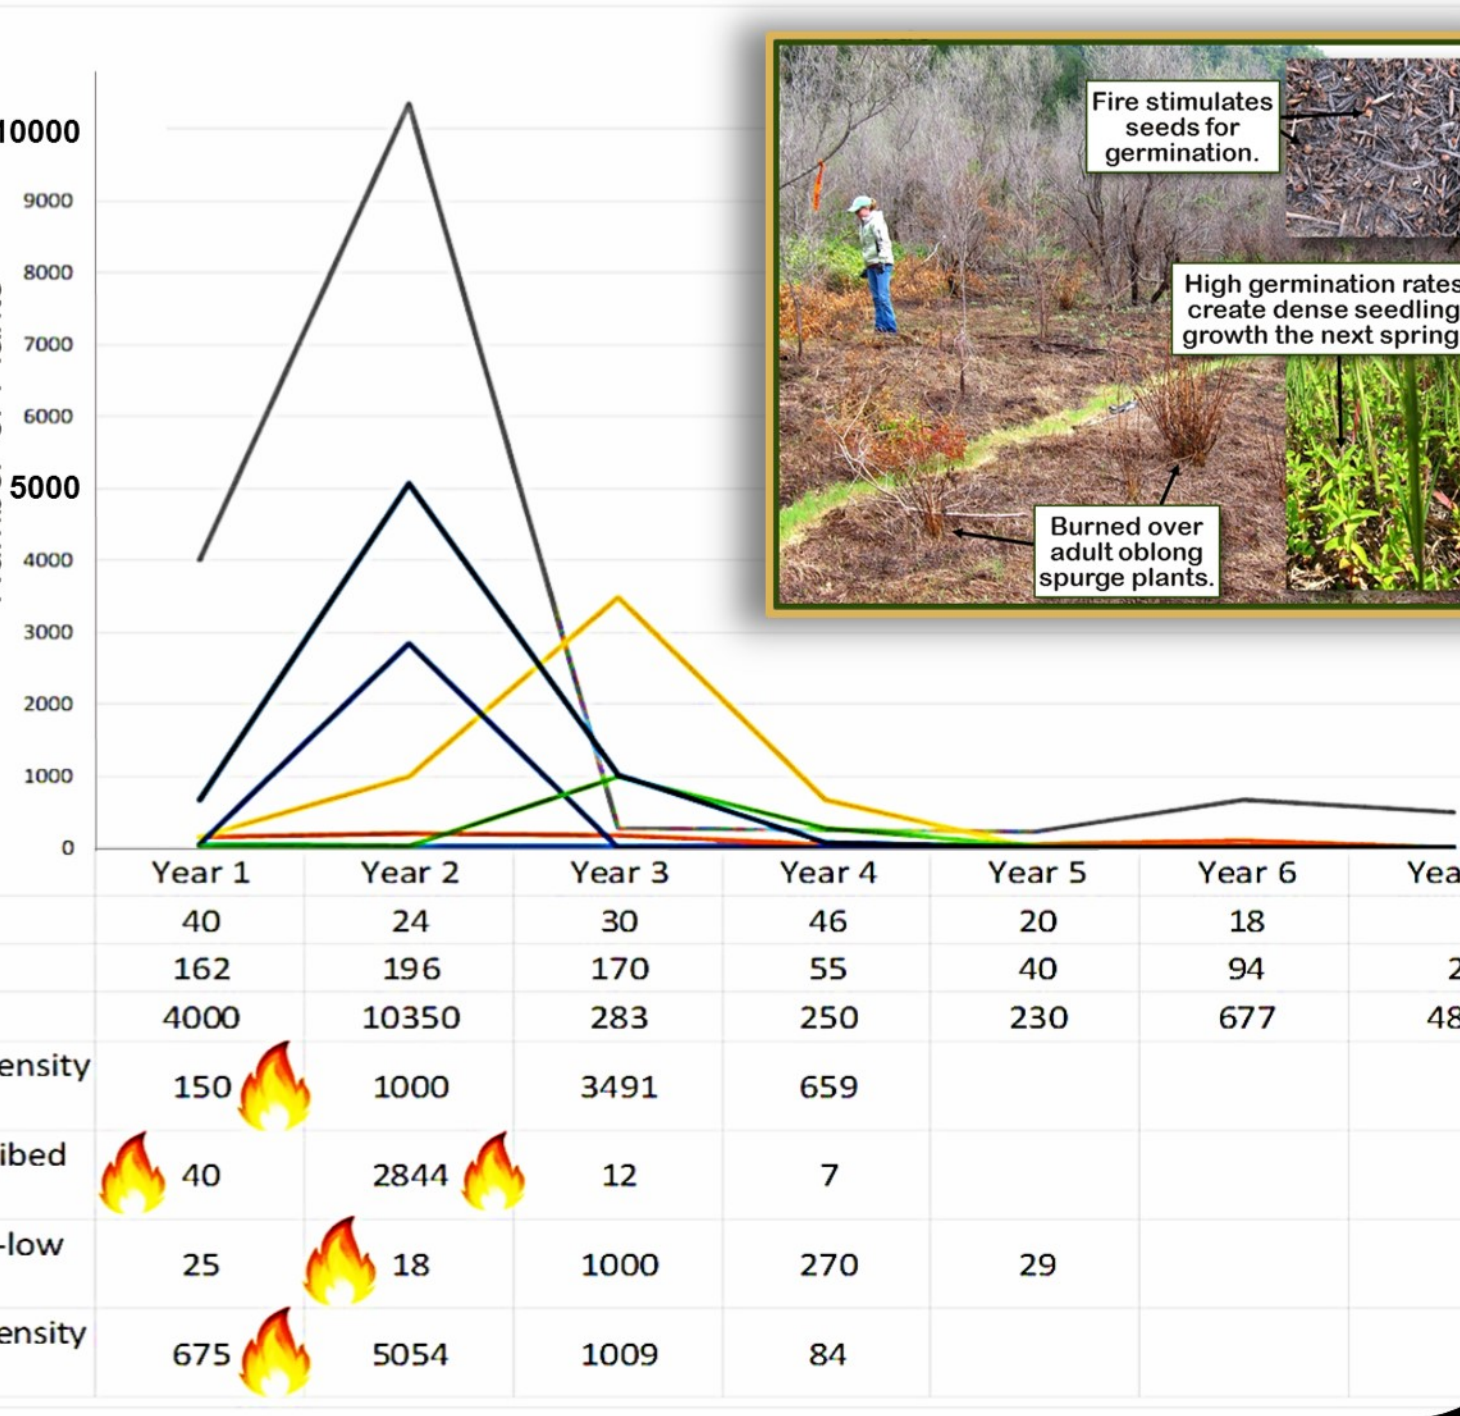 10000
9000
8000
7000
6000
5000
4000
3000
2000
1000
0
Fire stimulates
seeds for
germination.
High germination rates
create dense seedling
growth the next spring
Burned over
adult oblong
spurge plants.
Year 1 Year 2 Year 3 Year 4 Year 5 Year 6 Yea
40 24 30 46 20 18
162 196 170 55 40 94 2
4000 10350 283 250 230 677 48
ensity 150 1000 3491 659
ibed 40 2844 12 7
-low 25 18 1000 270 29
ensity 675 5054 1009 84